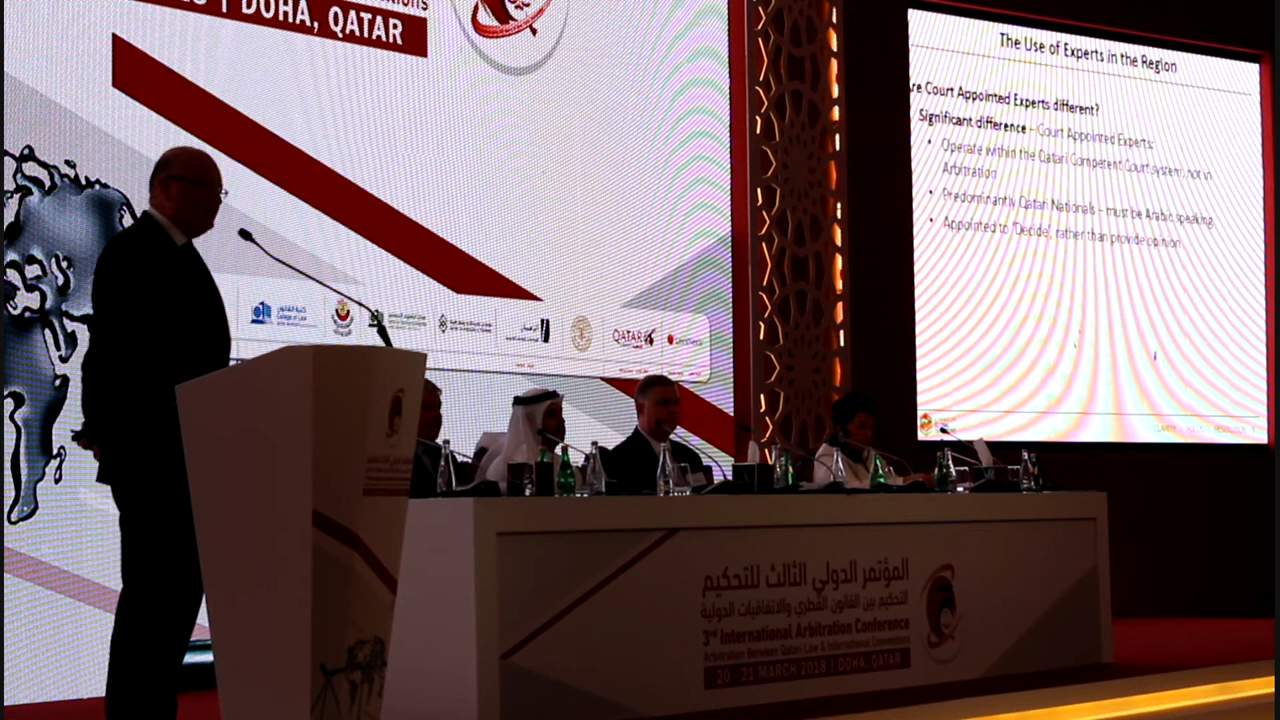 DOHA, QATAR
The Use of Experts in the Region
re Court Appointed Experts different?
Significant difference – Court Appointed Experts:
• Operate within the Qatari Competent Court system, not in
Arbitration
• Predominantly Qatari Nationals – must be Arabic speaking
• Appointed to 'Decide', rather than provide opinion
كلية القانون
College of Law
QATAR
المؤتمر الدولي الثالث للتحكيم
التحكيم بين القانون القطري والاتفاقيات الدولية
3rd International Arbitration Conference
Arbitration Between Qatari Law & International Conventions
20 - 21 MARCH 2018 | DOHA, QATAR